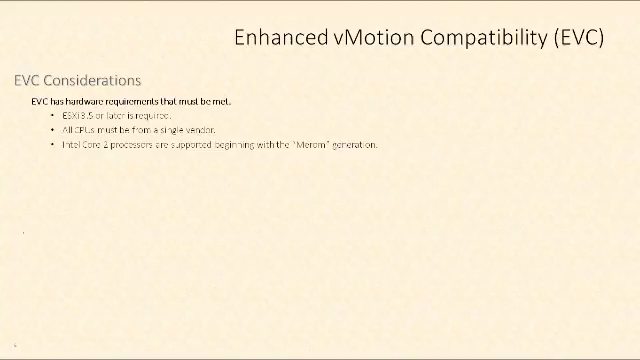 Enhanced vMotion Compatibility (EVC)
EVC Considerations
EVC has hardware requirements that must be met.
• ESXi 3.5 or later is required.
• All CPUs must be from a single vendor.
• Intel Core 2 processors are supported beginning with the "Merom" generation.